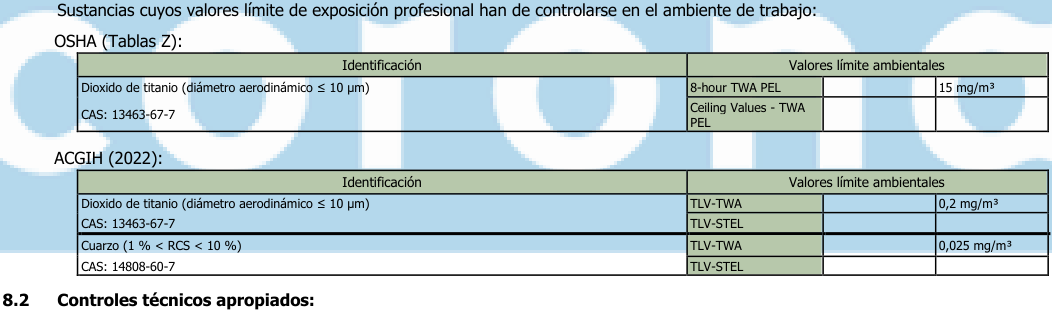 Sustancias cuyos valores límite de exposición profesional han de controlarse en el ambiente de trabajo:
OSHA (Tablas Z):
Identificación Valores límite ambientales
Dioxido de titanio (diámetro aerodinámico ≤ 10 µm) 8-hour TWA PEL 15 mg/m³
CAS: 13463-67-7 Ceiling Values - TWA
PEL
ACGIH (2022):
Identificación Valores límite ambientales
Dioxido de titanio (diámetro aerodinámico ≤ 10 µm) TLV-TWA 0,2 mg/m³
CAS: 13463-67-7 TLV-STEL
Cuarzo (1 % < RCS < 10 %) TLV-TWA 0,025 mg/m³
CAS: 14808-60-7 TLV-STEL
8.2 Controles técnicos apropiados:
corona